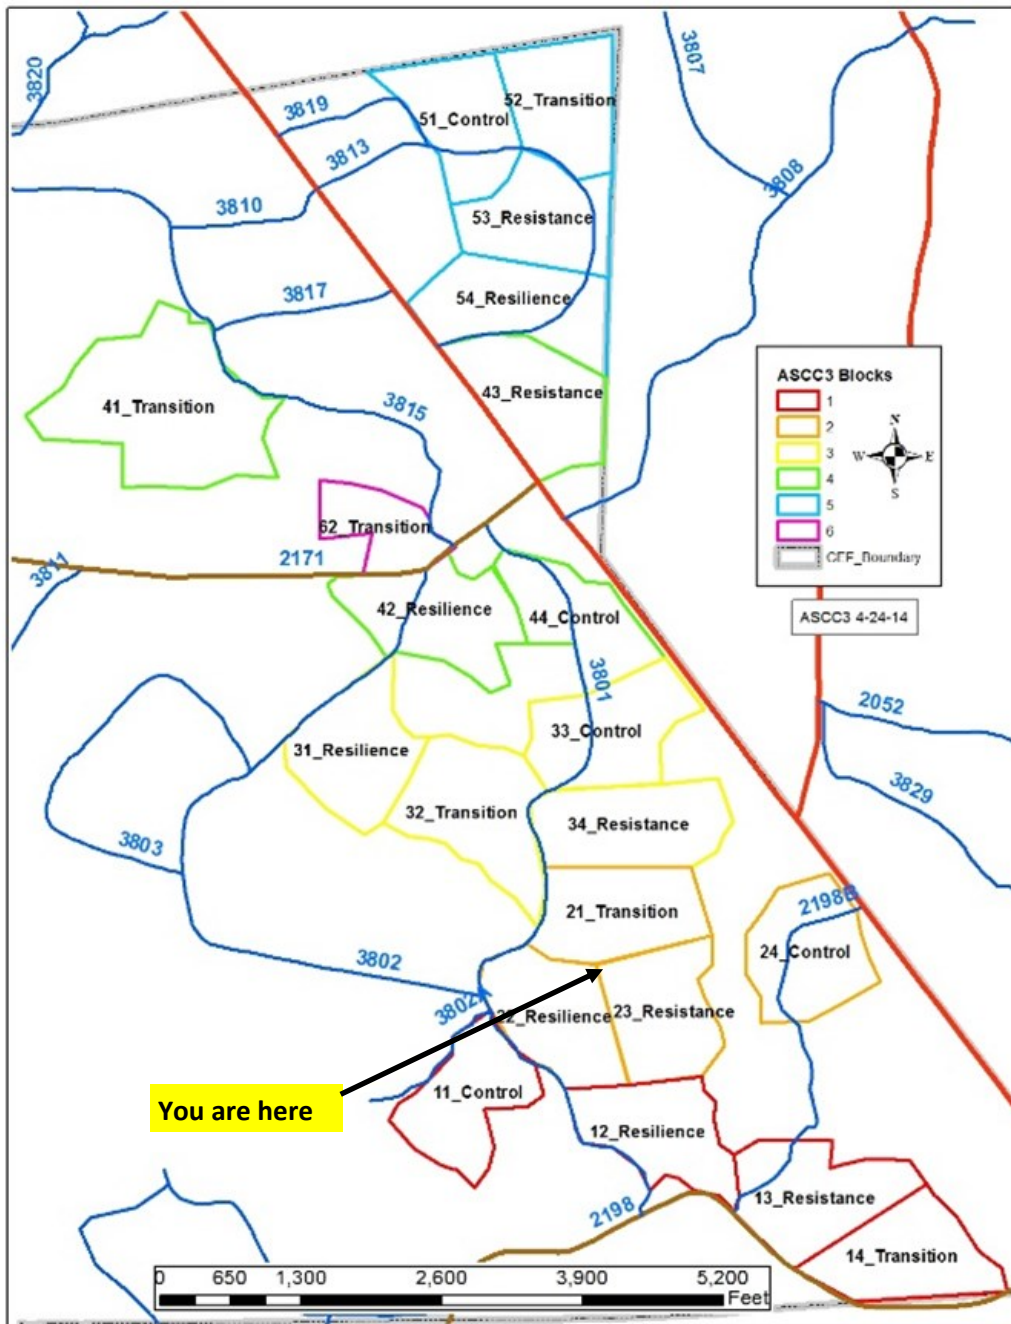 3820
3807
3819
51_Control
52_Transition
3813
3808
3810
53_Resistance
3817
54_Resilience
ASCC3 Blocks
1
2
3
4
5
6
CEF_Boundary
N
W
E
S
43_Resistance
41_Transition
3815
62_Transition
2171
3811
42_Resilience
44_Control
ASCC3 4-24-14
3801
2052
33_Control
31_Resilience
3829
32_Transition
34_Resistance
3803
2198B
21_Transition
24_Control
3802
3802
22_Resilience
23_Resistance
You are here
11_Control
12_Resilience
13_Resistance
2198
14_Transition
0 650 1,300 2,600 3,900 5,200
Feet